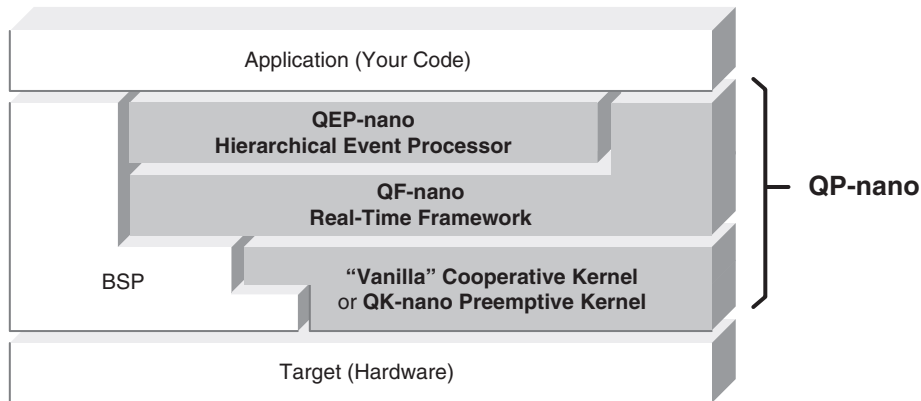 Application (Your Code)
QEP-nano
Hierarchical Event Processor
QF-nano
Real-Time Framework
QP-nano
BSP
“Vanilla” Cooperative Kernel
or QK-nano Preemptive Kernel
Target (Hardware)